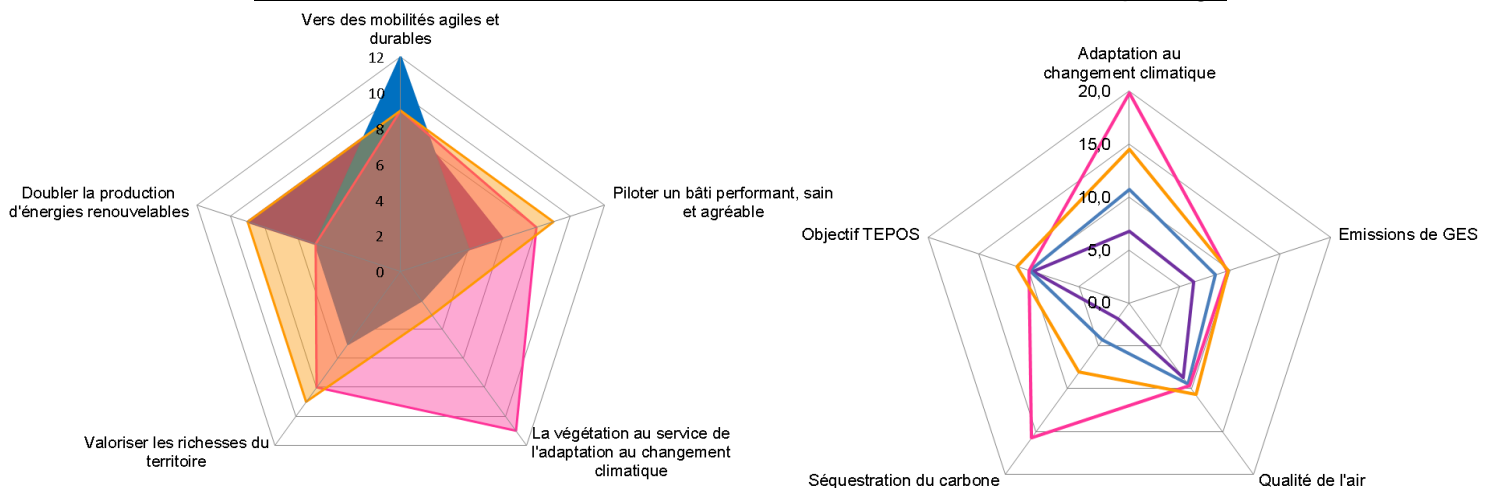 Vers des mobilités agiles et
durables
12
10
8
6
4
2
0
Doubler la production
d'énergies renouvelables
Piloter un bâti performant, sain
et agréable
Valoriser les richesses du
territoire
La végétation au service de
l'adaptation au changement
climatique
Adaptation au
changement climatique
20,0
15,0
10,0
5,0
0,0
Objectif TEPOS
Emissions de GES
Séquestration du carbone
Qualité de l'air